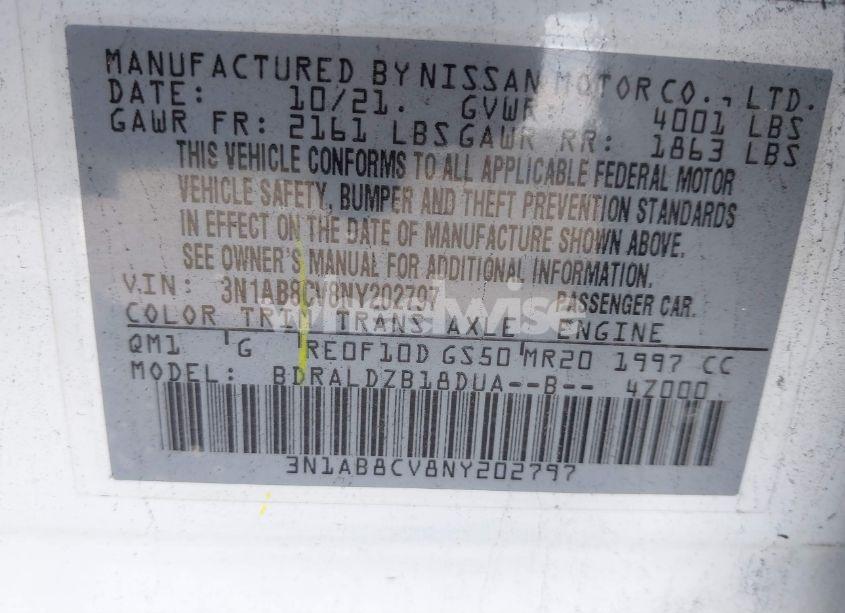 MANUFACTURED BY NISSAN MOTOR CO., LTD.
DATE: 10/21. GVWR: 4001 LBS
GAWR FR: 2161 LBS GAWR RR: 1863 LBS
THIS VEHICLE CONFORMS TO ALL APPLICABLE FEDERAL MOTOR
VEHICLE SAFETY, BUMPER AND THEFT PREVENTION STANDARDS
IN EFFECT ON THE DATE OF MANUFACTURE SHOWN ABOVE.
SEE OWNER'S MANUAL FOR ADDITIONAL INFORMATION.
VIN: 3N1AB8CV8NY202797 PASSENGER CAR.
COLOR TRIM TRANS AXLE ENGINE
QM1 G RE0F10D GS50 MR20 1997 CC
MODEL: BDRALDZB18DUA--B-- 4Z000
3N1AB8CV8NY202797
wheelwise